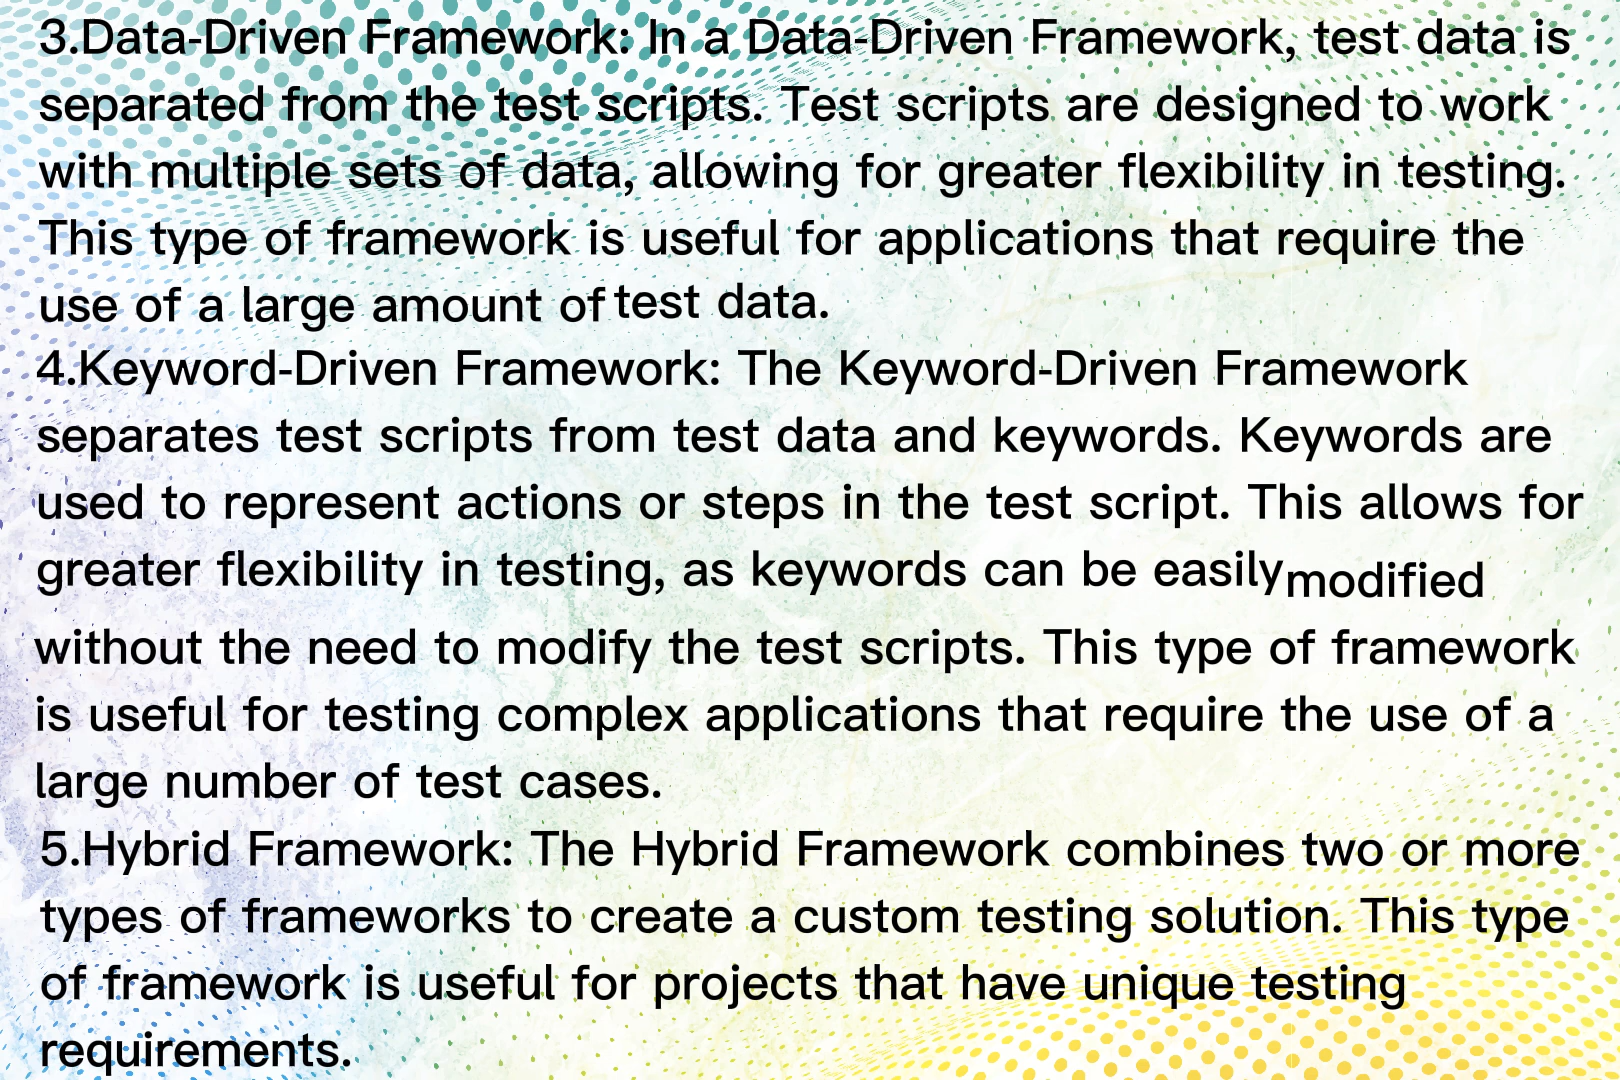 3.Data-Driven Framework: In a Data-Driven Framework, test data is
separated from the test scripts. Test scripts are designed to work
with multiple sets of data, allowing for greater flexibility in testing.
This type of framework is useful for applications that require the
use of a large amount of test data.
4.Keyword-Driven Framework: The Keyword-Driven Framework
separates test scripts from test data and keywords. Keywords are
used to represent actions or steps in the test script. This allows for
greater flexibility in testing, as keywords can be easily modified
without the need to modify the test scripts. This type of framework
is useful for testing complex applications that require the use of a
large number of test cases.
5.Hybrid Framework: The Hybrid Framework combines two or more
types of frameworks to create a custom testing solution. This type
of framework is useful for projects that have unique testing
requirements.